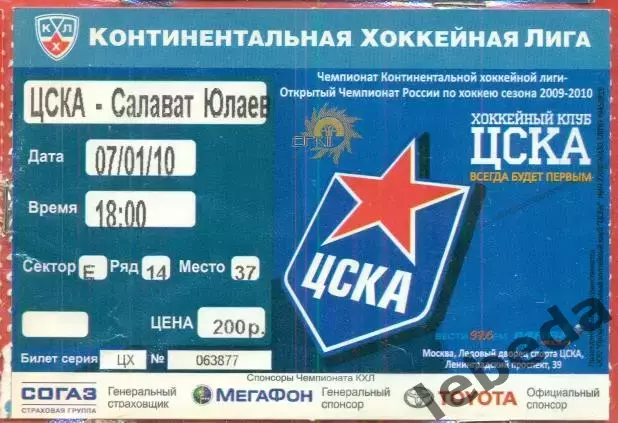 КХЛ
Континентальная Хоккейная Лига
ЦСКА - Салават Юлаев
Дата 07/01/10
Время 18:00
Сектор Е Ряд 14 Место 37
ЦЕНА 200р.
Билет серия ЦХ № 063877
Чемпионат Континентальной хоккейной лиги-
Открытый Чемпионат России по хоккею сезона 2009-2010
ХОККЕЙНЫЙ КЛУБ
ЦСКА
ВСЕГДА БУДЕТ ПЕРВЫМ
ЦСКА
ВЕСТИ
Москва, Ледовый дворец спорта ЦСКА,
Ленинградский проспект, 39
Спонсоры Чемпионата КХЛ
СОГАЗ
СТРАХОВАЯ ГРУППА
Генеральный
страховщик
МЕГАФОН
Генеральный
спонсор
TOYOTA
Официальный
спонсор
lebeda